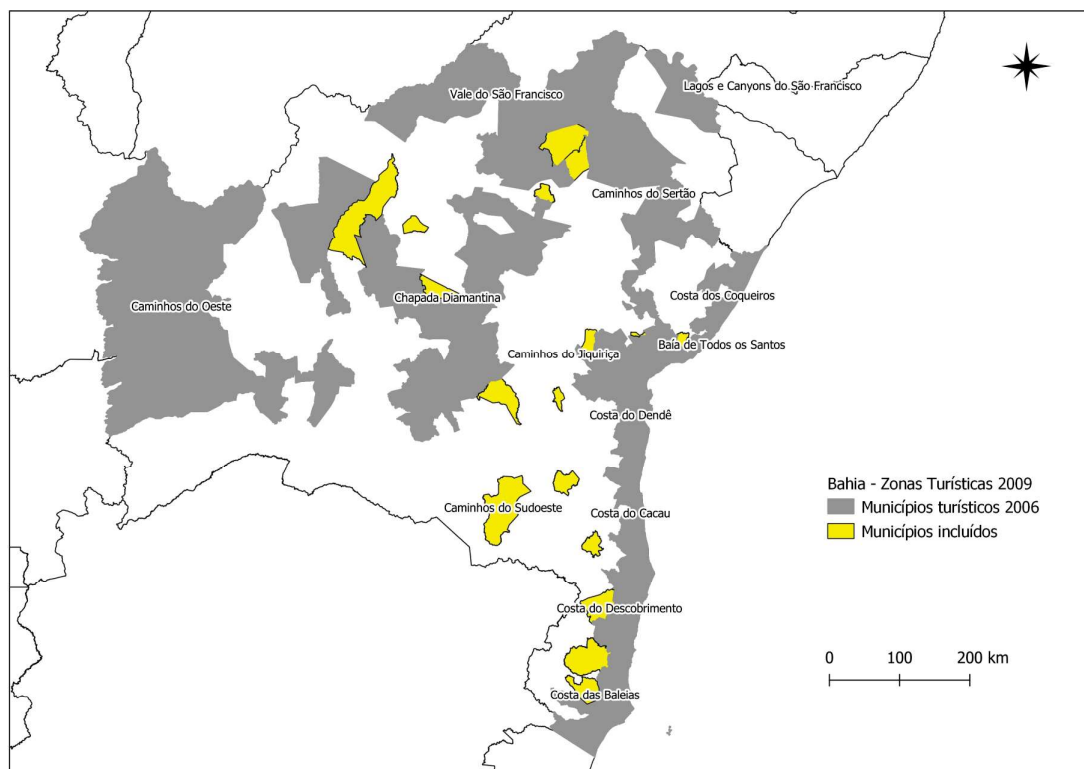 Lagos e Canyons do São Francisco
Vale do São Francisco
Caminhos do Sertão
Chapada Diamantina
Costa dos Coqueiros
Caminhos do Oeste
Baía de Todos os Santos
Caminhos do Jiquiriça
Costa do Dendê
Caminhos do Sudoeste
Costa do Cacau
Costa do Descobrimento
Costa das Baleias
Bahia - Zonas Turísticas 2009
Municípios turísticos 2006
Municípios incluídos
0 100 200 km